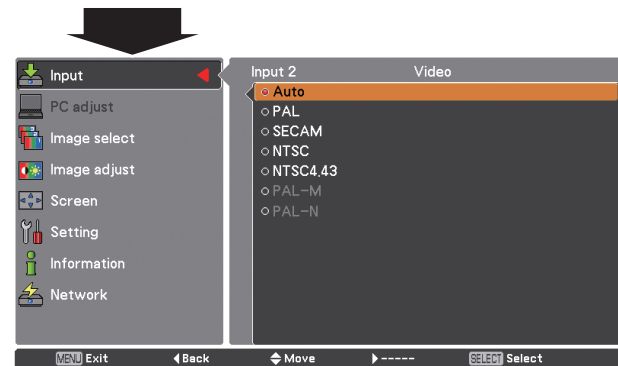 Input
PC adjust
Image select
Image adjust
Screen
Setting
Information
Network
Input 2 Video
Auto
PAL
SECAM
NTSC
NTSC4.43
PAL-M
PAL-N
MENU Exit Back Move ----- SELECT Select